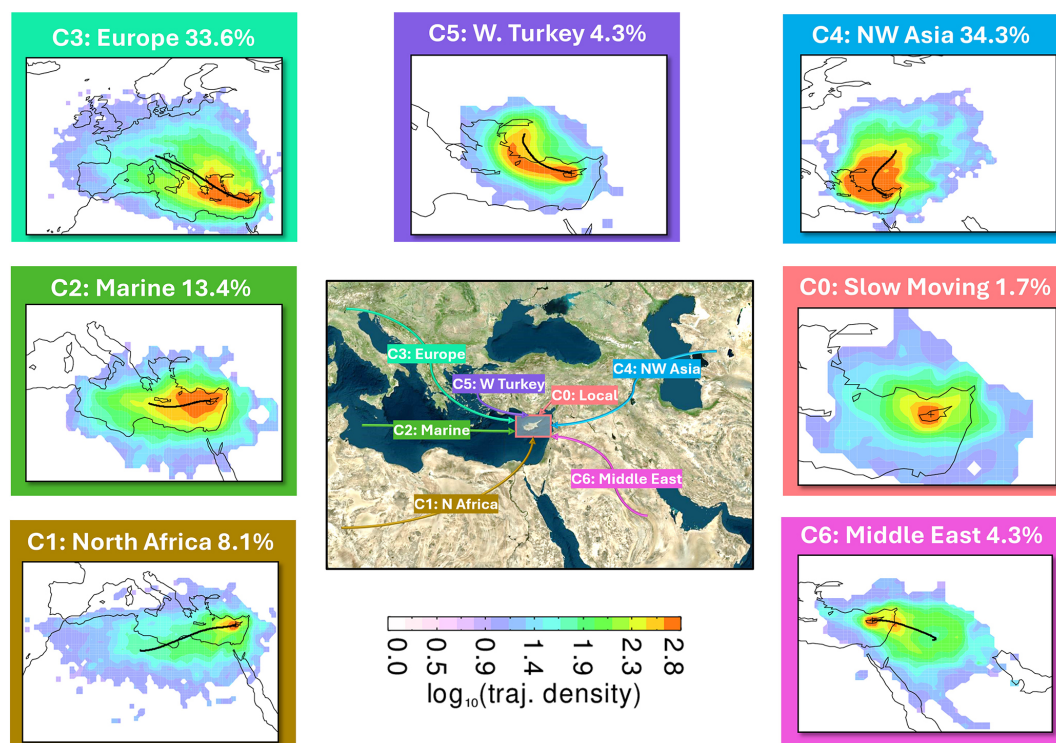 C3: Europe 33.6%
C5: W. Turkey 4.3%
C4: NW Asia 34.3%
C2: Marine 13.4%
C3: Europe
C4: NW Asia
C5: W Turkey
C0: Local
C2: Marine
C6: Middle East
C1: N Africa
C0: Slow Moving 1.7%
C1: North Africa 8.1%
C6: Middle East 4.3%
0.0
0.5
0.9
1.4
1.9
2.3
2.8
log₁₀(traj. density)